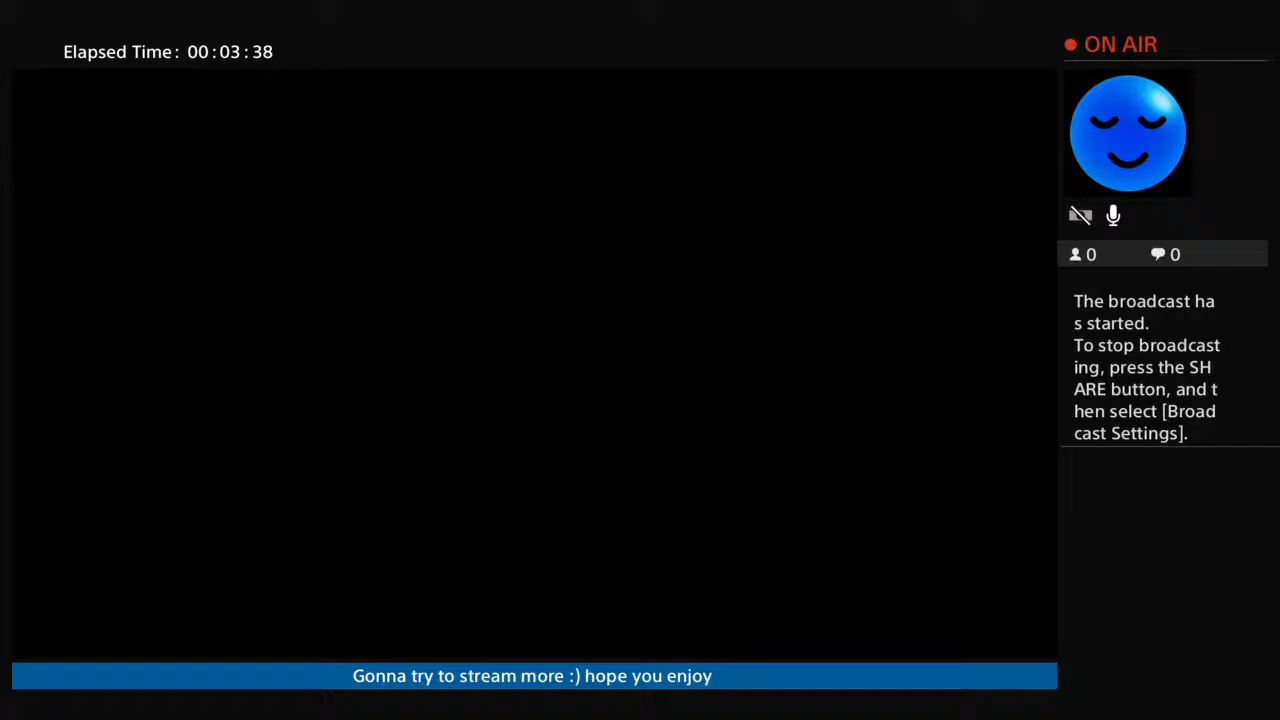 Elapsed Time: 00:03:38
ON AIR
0 0
The broadcast ha
s started.
To stop broadcast
ing, press the SH
ARE button, and t
hen select [Broad
cast Settings].
Gonna try to stream more :) hope you enjoy